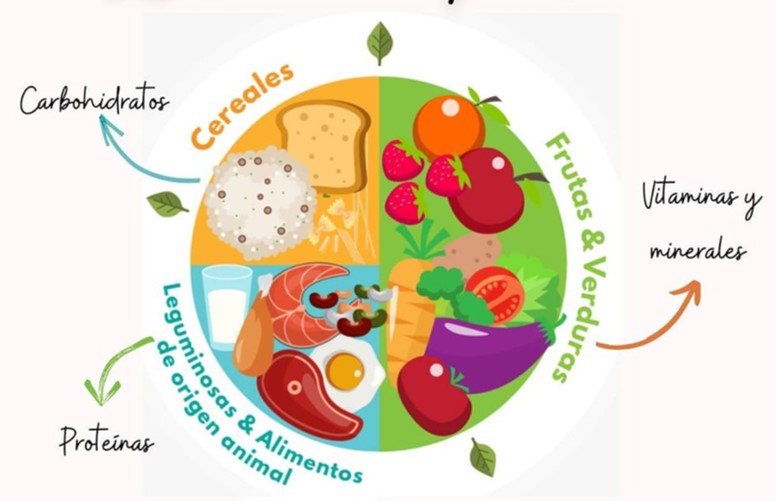 Carbohidratos
Cereales
Frutas & Verduras
Vitaminas y
minerales
Leguminosas & Alimentos
de origen animal
Proteínas